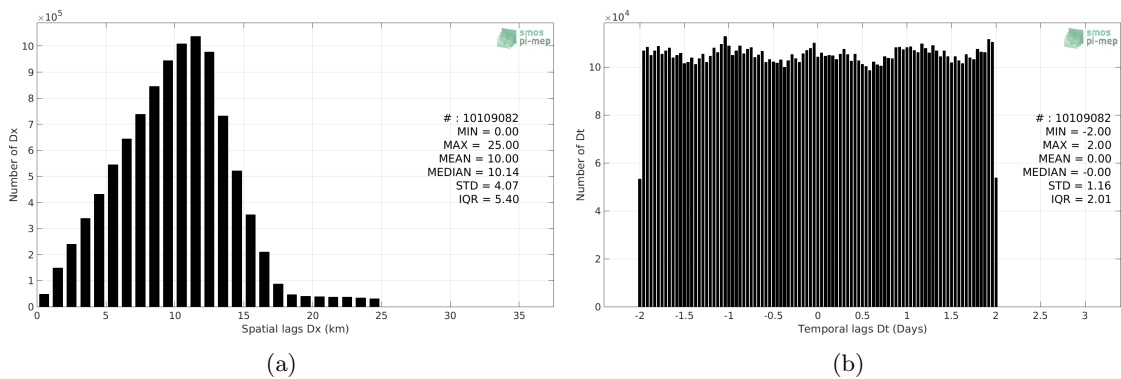 ×10⁵
smos
pi-mep
10
9
8
7
6
5
4
3
2
1
0
Number of Dx
# : 10109082
MIN = 0.00
MAX = 25.00
MEAN = 10.00
MEDIAN = 10.14
STD = 4.07
IQR = 5.40
0 5 10 15 20 25 30 35
Spatial lags Dx (km)
(a)
×10⁴
smos
pi-mep
10
8
6
4
2
0
Number of Dt
# : 10109082
MIN = -2.00
MAX = 2.00
MEAN = 0.00
MEDIAN = -0.00
STD = 1.16
IQR = 2.01
-2 -1.5 -1 -0.5 0 0.5 1 1.5 2 2.5 3
Temporal lags Dt (Days)
(b)